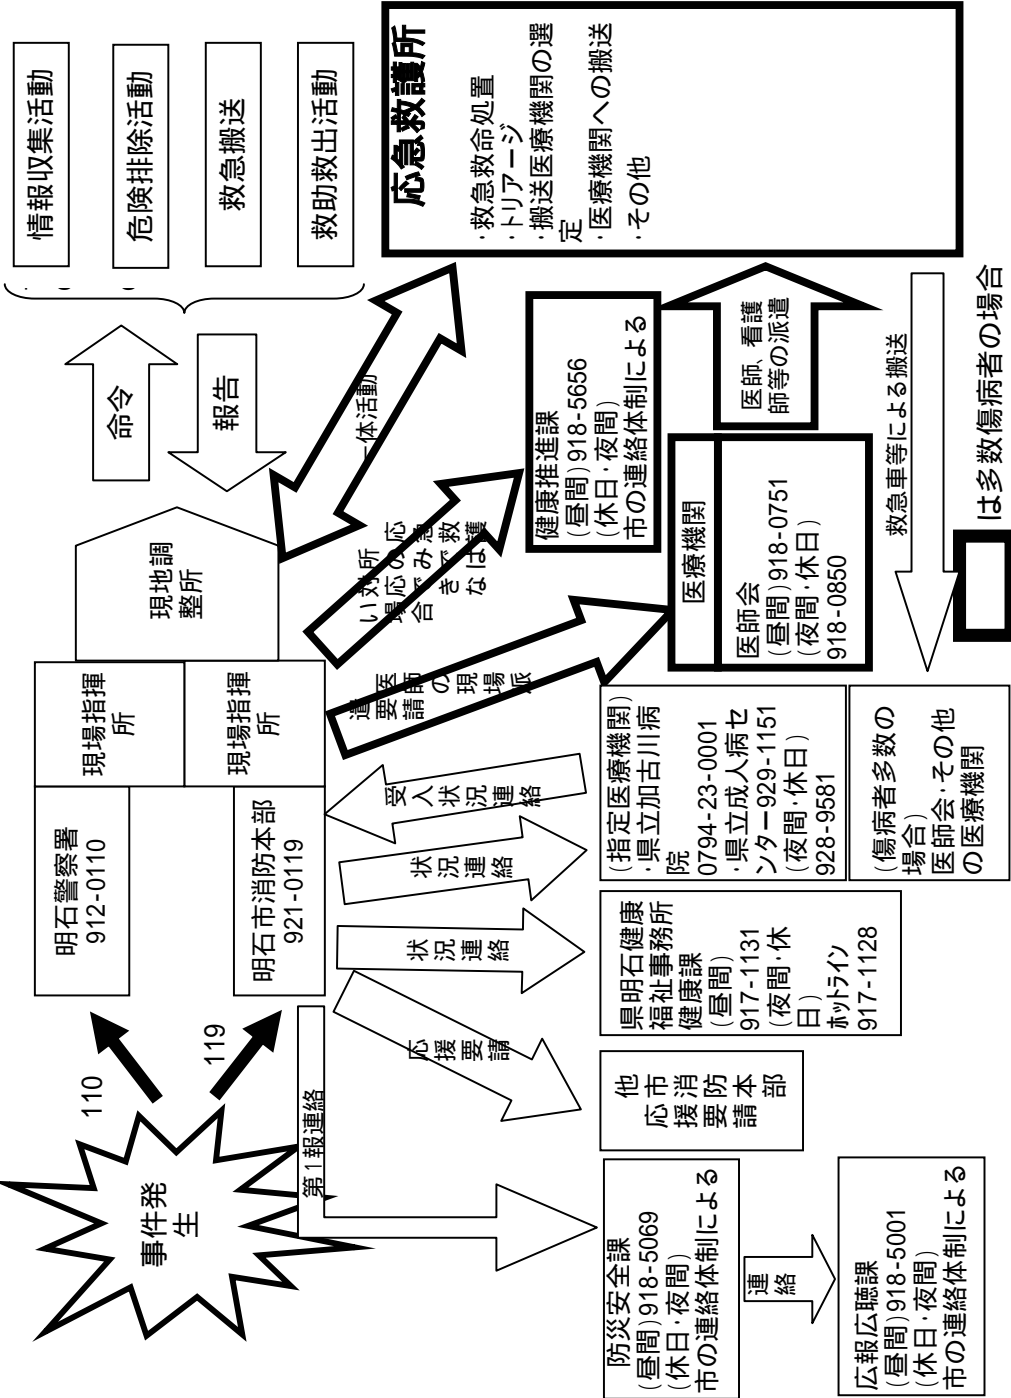 事件発
生
110
119
明石警察署
912-0110
明石市消防本部
921-0119
現場指揮
所
現場指揮
所
現地調
整所
命令
報告
情報収集活動
危険排除活動
救急搬送
救助救出活動
応急救護所
・救急救命処置
・トリアージ
・搬送医療機関の選
定
・医療機関への搬送
・その他
一体活動
応急救護
所のみでは
対応できな
い場合
医師の現場派
遣要請
受入状況連絡
状況連絡
状況連絡
応援要請
第1報連絡
健康推進課
(昼間)918-5656
(休日・夜間)
市の連絡体制による
医師、看護
師等の派遣
医療機関
医師会
(昼間)918-0751
(夜間・休日)
918-0850
救急車等による搬送
は多数傷病者の場合
(指定医療機関)
・県立加古川病
院
0794-23-0001
・県立成人病セ
ンター929-1151
(夜間・休日)
928-9581
(傷病者多数の
場合)
医師会・その他
の医療機関
県明石健康
福祉事務所
健康課
(昼間)
917-1131
(夜間・休
日)
ホットライン
917-1128
他市消防本部
応援要請
防災安全課
(昼間)918-5069
(休日・夜間)
市の連絡体制による
連絡
広報広聴課
(昼間)918-5001
(休日・夜間)
市の連絡体制による